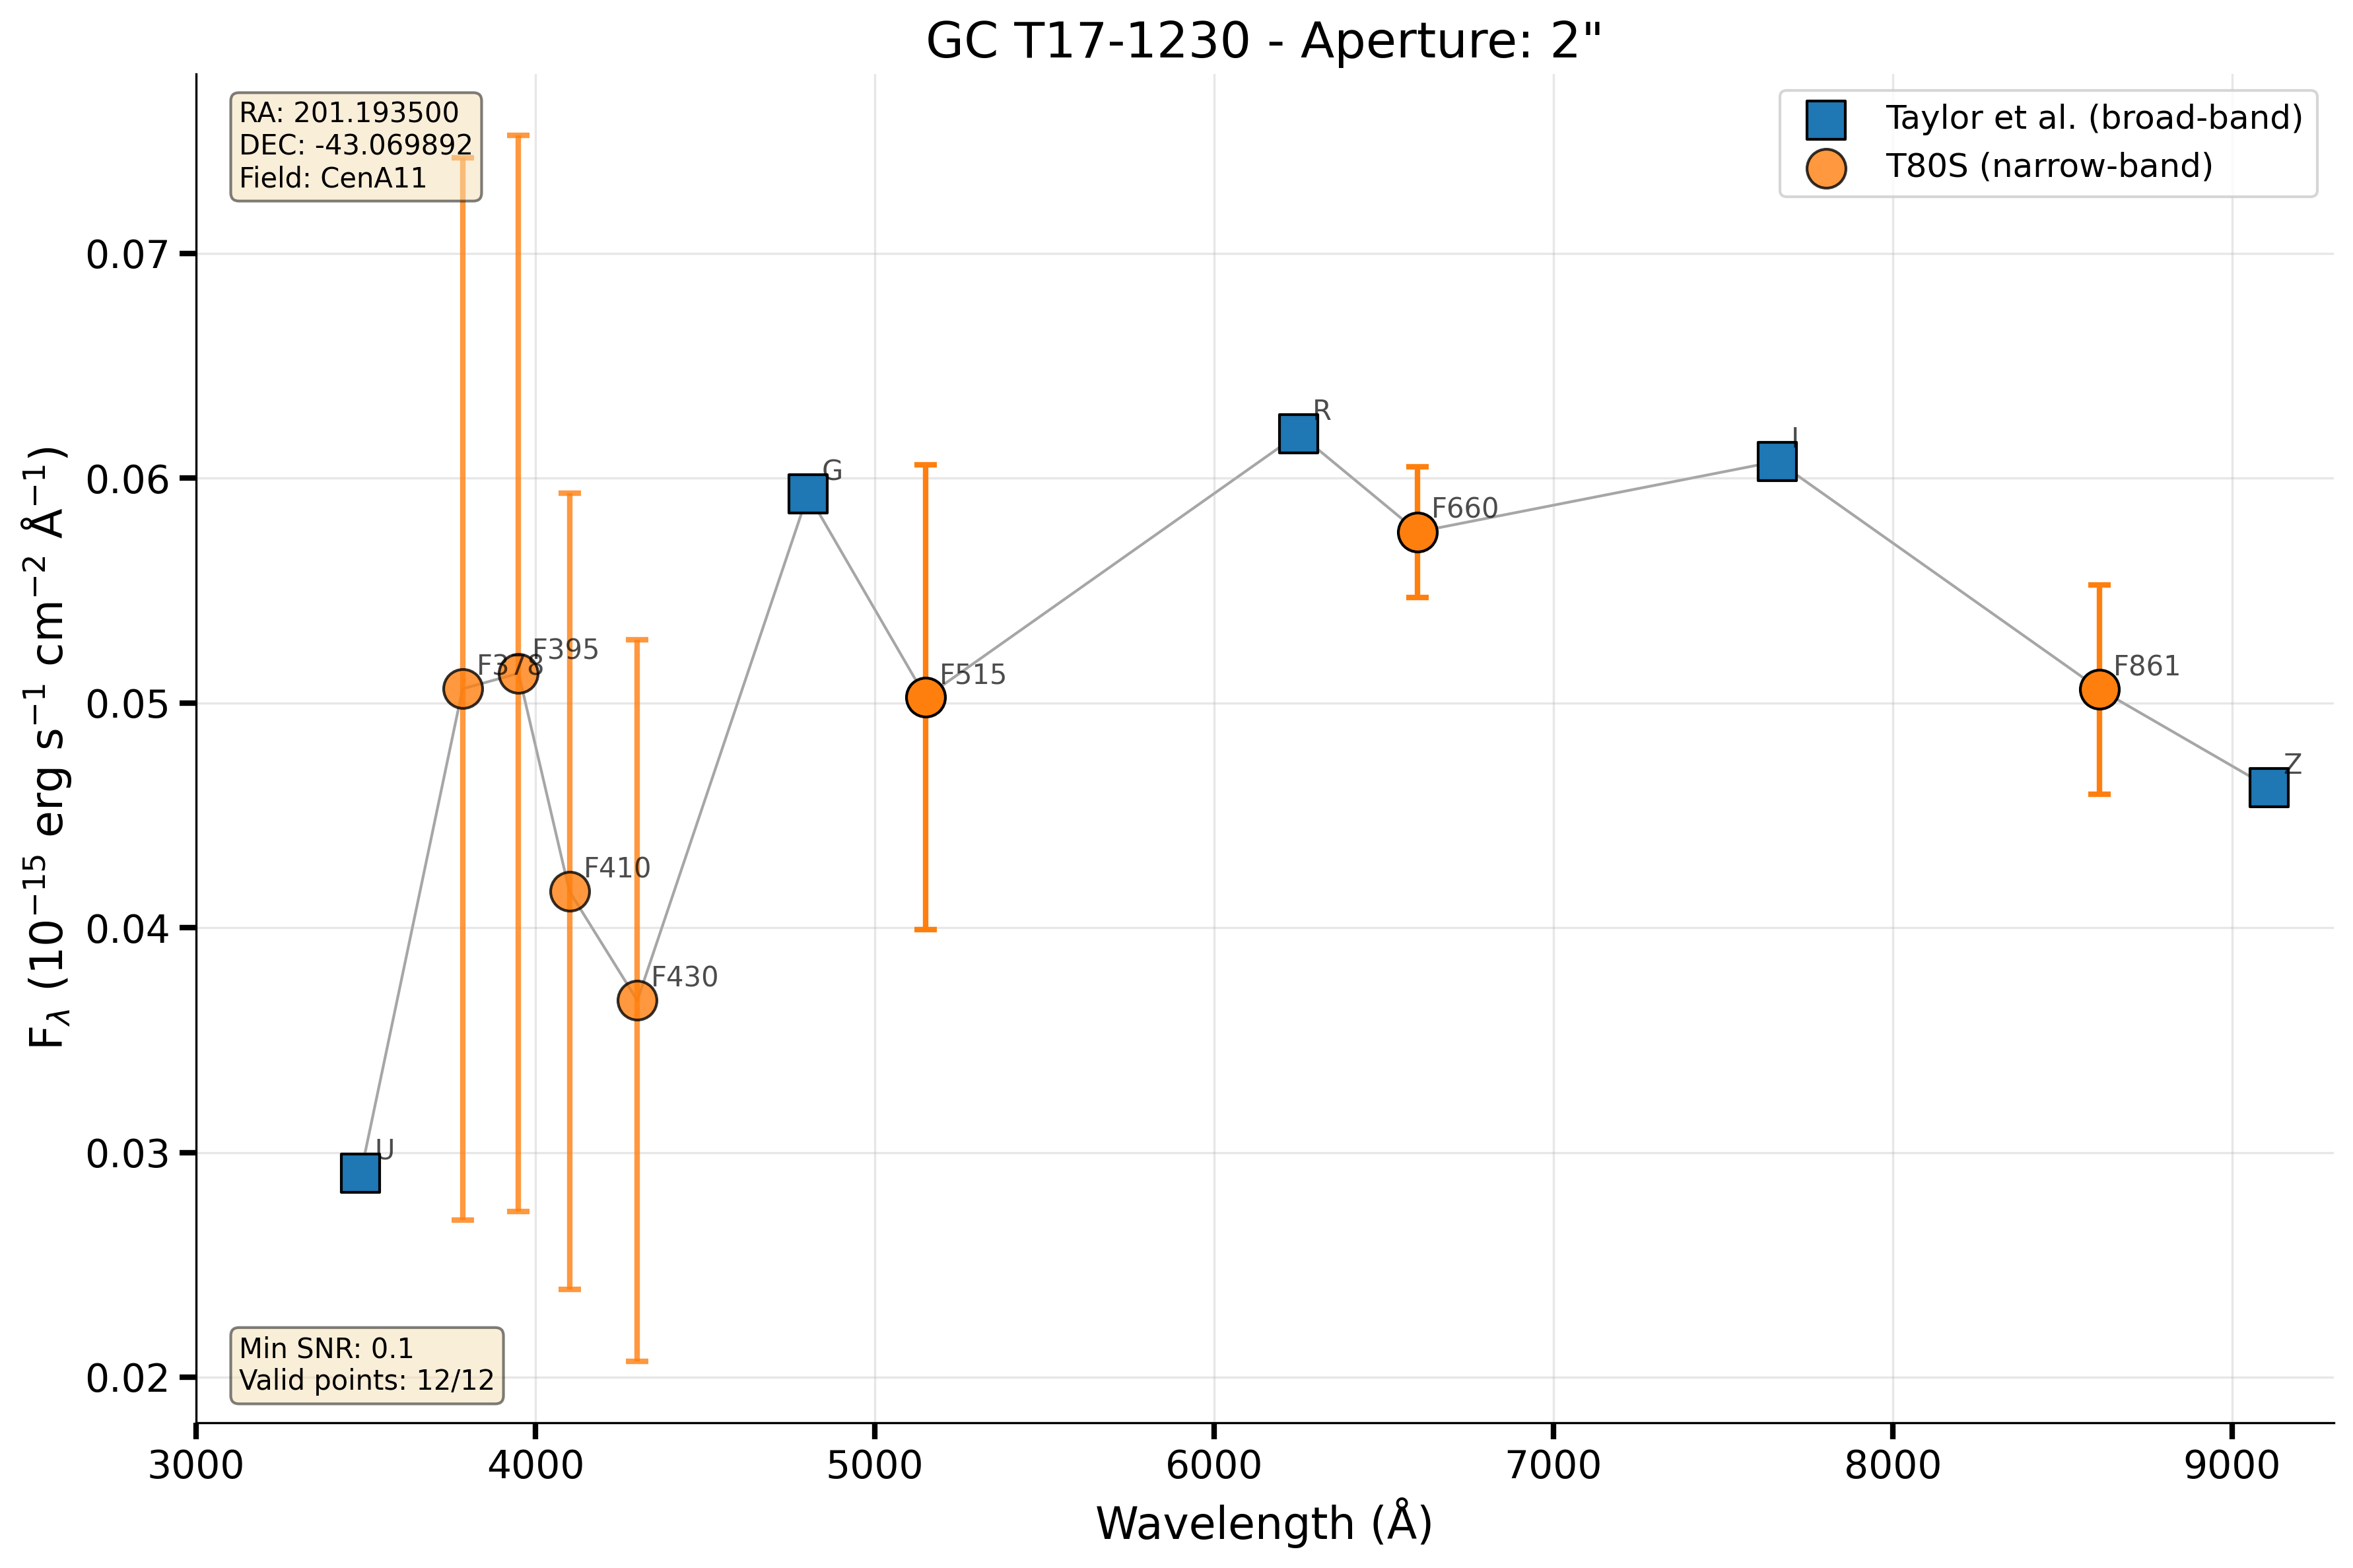 GC T17-1230 - Aperture: 2"
RA: 201.193500
DEC: -43.069892
Field: CenA11
Taylor et al. (broad-band)
T80S (narrow-band)
0.07
0.06
0.05
0.04
0.03
0.02
F_λ (10⁻¹⁵ erg s⁻¹ cm⁻² Å⁻¹)
U
F378
F395
F410
F430
G
F515
R
F660
I
F861
Z
Min SNR: 0.1
Valid points: 12/12
3000 4000 5000 6000 7000 8000 9000
Wavelength (Å)